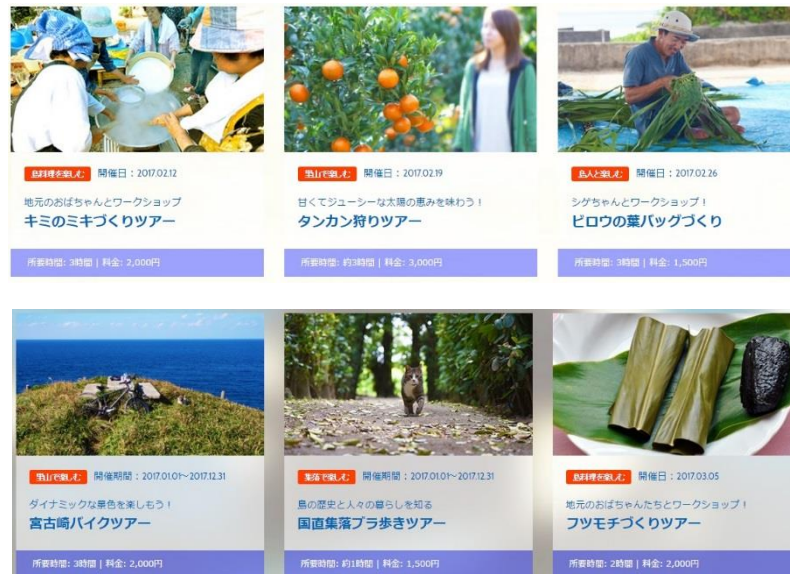 島料理を楽しむ 開催日：2017.02.12
地元のおばちゃんとワークショップ
キミのミキづくりツアー
所要時間: 3時間 | 料金: 2,000円
里山で楽しむ 開催日：2017.02.19
甘くてジューシーな太陽の恵みを味わう！
タンカン狩りツアー
所要時間: 約3時間 | 料金: 3,000円
島人と楽しむ 開催日：2017.02.26
シゲちゃんとワークショップ！
ビロウの葉バッグづくり
所要時間: 3時間 | 料金: 1,500円
里山で楽しむ 開催期間：2017.01.01～2017.12.31
ダイナミックな景色を楽しもう！
宮古崎バイクツアー
所要時間: 3時間 | 料金: 2,000円
集落で楽しむ 開催期間：2017.01.01～2017.12.31
島の歴史と人々の暮らしを知る
国直集落ブラ歩きツアー
所要時間: 約1時間 | 料金: 1,500円
島料理を楽しむ 開催日：2017.03.05
地元のおばちゃんたちとワークショップ！
フツモチづくりツアー
所要時間: 2時間 | 料金: 2,000円